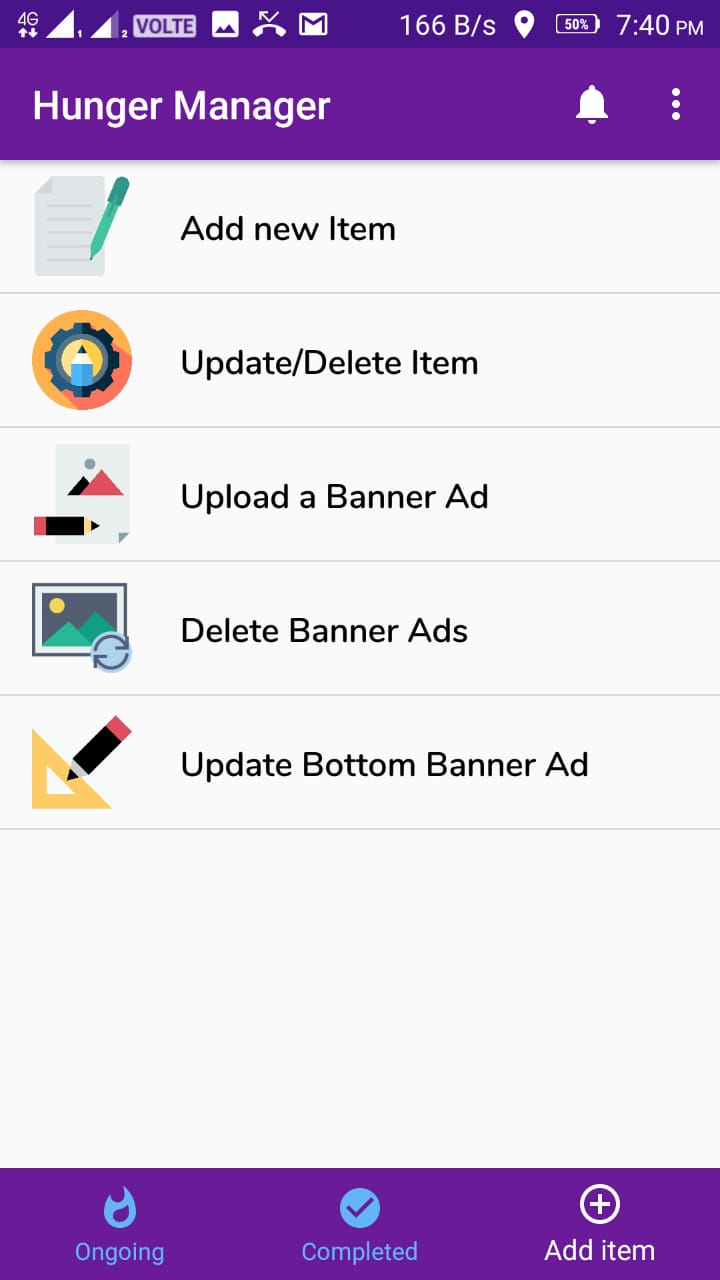 4G 1 2 VOLTE 166 B/s 50% 7:40 PM
Hunger Manager
Add new Item
Update/Delete Item
Upload a Banner Ad
Delete Banner Ads
Update Bottom Banner Ad
Ongoing Completed Add item